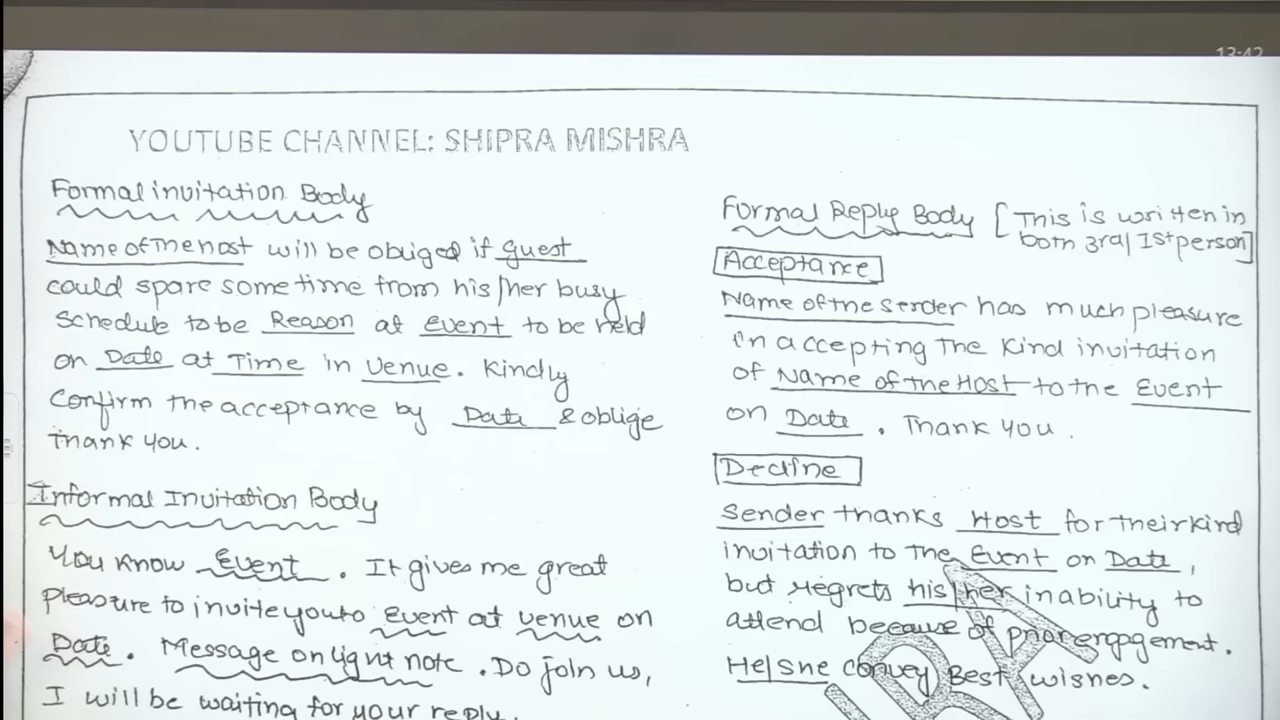 13:42
YOUTUBE CHANNEL: SHIPRA MISHRA
Formal invitation Body
Name of the host will be obliged if guest
could spare some time from his/her busy
schedule to be Reason at Event to be held
on Date at Time in Venue. Kindly
Confirm the acceptance by Date & oblige
Thank you.
Informal Invitation Body
You know Event. It gives me great
pleasure to invite you to Event at venue on
Date. Message on light note. Do join us,
I will be waiting for your reply.
Formal Reply Body [This is written in
both 3rd/1st person]
Acceptance
Name of the Sender has much pleasure
in accepting the kind invitation
of Name of the Host to the Event
on Date. Thank you.
Decline
Sender thanks Host for their kind
invitation to the Event on Date,
but regrets his/her inability to
attend because of prior engagement.
He/She convey Best wishes.